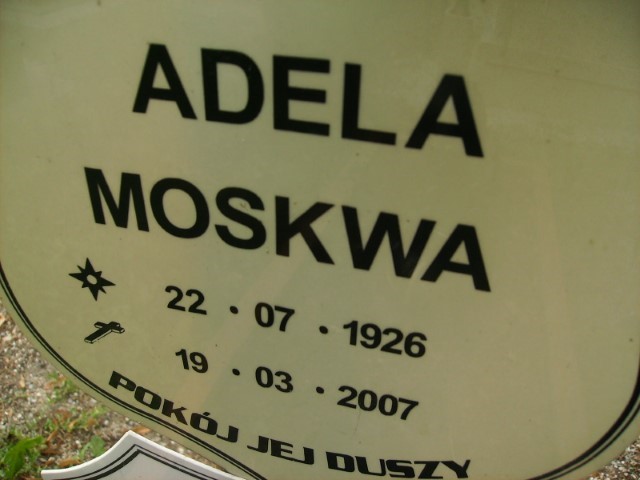 ADELA
MOSKWA
22 · 07 · 1926
19 · 03 · 2007
POKÓJ JEJ DUSZY